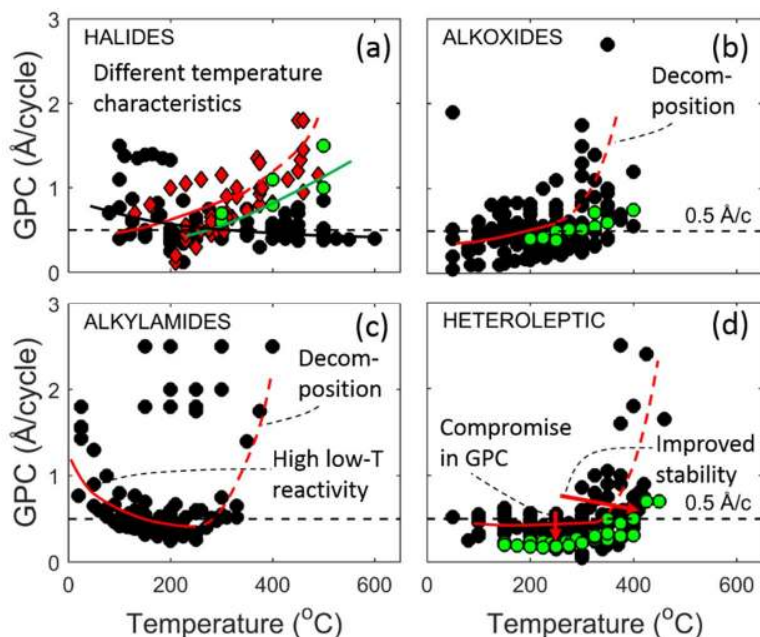 3
HALIDES
(a)
Different temperature
characteristics
2
1
0
GPC (Å/cycle)
ALKOXIDES
(b)
Decom-
position
0.5 Å/c
3
ALKYLAMIDES
(c)
Decom-
position
2
High low-T
reactivity
1
0
GPC (Å/cycle)
0
200
400
600
Temperature (°C)
HETEROLEPTIC
(d)
Compromise
in GPC
Improved
stability
0.5 Å/c
0
200
400
600
Temperature (°C)